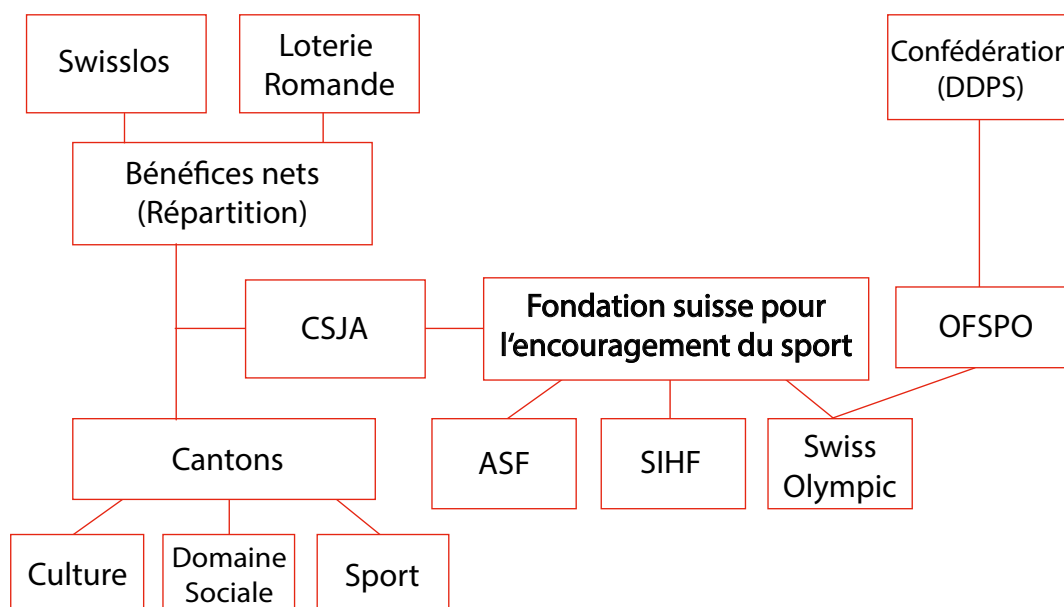 Swisslos
Loterie
Romande
Confédération
(DDPS)
Bénéfices nets
(Répartition)
CSJA
Fondation suisse pour
l‘encouragement du sport
OFSPO
Cantons
ASF
SIHF
Swiss
Olympic
Culture
Domaine
Sociale
Sport